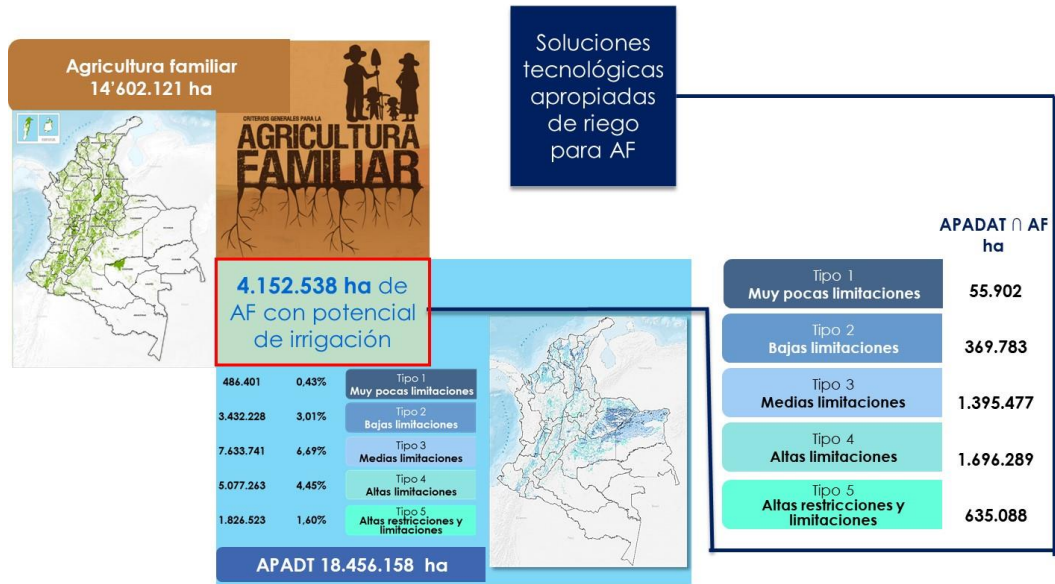 Agricultura familiar
14'602.121 ha
CRITERIOS GENERALES PARA LA
AGRICULTURA
FAMILIAR
4.152.538 ha de
AF con potencial
de irrigación
486.401 0,43% Tipo 1
Muy pocas limitaciones
3.432.228 3,01% Tipo 2
Bajas limitaciones
7.633.741 6,69% Tipo 3
Medias limitaciones
5.077.263 4,45% Tipo 4
Altas limitaciones
1.826.523 1,60% Tipo 5
Altas restricciones y
limitaciones
APADT 18.456.158 ha
Soluciones
tecnológicas
apropiadas
de riego
para AF
APADAT ∩ AF
ha
Tipo 1
Muy pocas limitaciones 55.902
Tipo 2
Bajas limitaciones 369.783
Tipo 3
Medias limitaciones 1.395.477
Tipo 4
Altas limitaciones 1.696.289
Tipo 5
Altas restricciones y
limitaciones 635.088